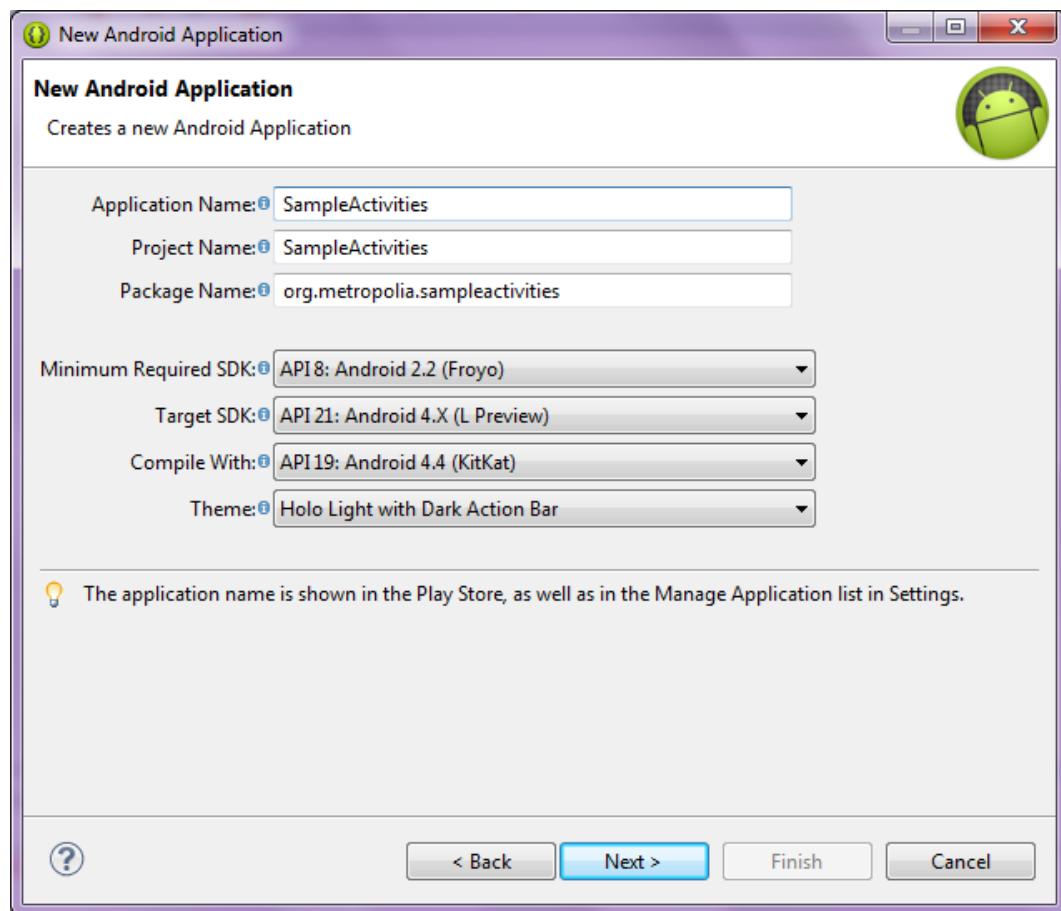 New Android Application
New Android Application
Creates a new Android Application
Application Name: SampleActivities
Project Name: SampleActivities
Package Name: org.metropolia.sampleactivities
Minimum Required SDK: API 8: Android 2.2 (Froyo)
Target SDK: API 21: Android 4.X (L Preview)
Compile With: API 19: Android 4.4 (KitKat)
Theme: Holo Light with Dark Action Bar
The application name is shown in the Play Store, as well as in the Manage Application list in Settings.
? < Back Next > Finish Cancel